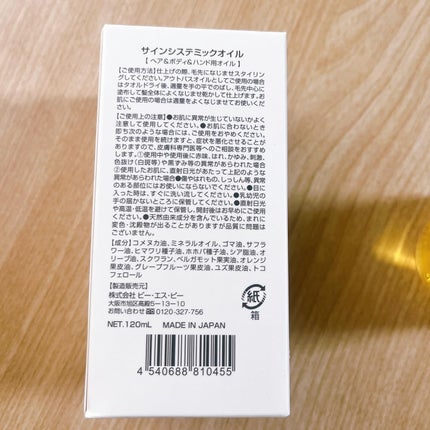 サインシステミックオイル
【ヘア&ボディ&ハンド用オイル】
【ご使用方法】仕上げの際、毛先になじませスタイリ
ングしてください。アウトバスオイルとしてご使用の場合
はタオルドライ後、適量を手の平でのばし、毛先中心に
塗布して髪全体によくなじませ乾かして仕上げます。お
肌にご使用の場合は適量をよくなじませてお使いくだ
さい。
【ご使用上の注意】●お肌に異常が生じていないかよく
注意して使用してください。●お肌に合わないとき
即ち次のような場合には、ご使用をおやめください。
そのまま使用を続けますと、症状を悪化させることが
ありますので、皮膚科専門医等へのご相談をおすすめ
します。①使用中や使用後に赤味、はれ、かゆみ、刺激、
色抜け(白斑等)や黒ずみ等の異常があらわれた場合
②使用したお肌に、直射日光があたって上記のような
異常があらわれた場合●傷やはれもの、しっしん等、異常
のある部位にはお使いにならないでください。●目に
入った時は、すぐに洗い流してください。●乳幼児の
手の届かないところに保管してください。●直射日光
や高温・低温を避けて保管し、開封後はお早めにご使用
ください。●天然由来成分を含んでいるため、まれに
変色・沈殿物が出ることがありますが品質に問題は
ございません。
【成分】コメヌカ油、ミネラルオイル、ゴマ油、サフラ
ワー油、ヒマワリ種子油、ホホバ種子油、シア脂油、オ
リーブ油、スクワラン、ベルガモット果実油、オレンジ
果皮油、グレープフルーツ果皮油、ユズ果皮油、トコ
フェロール
【製造販売元】
株式会社 ビー・エス・ピー
大阪市旭区高殿5-13-10
お問い合わせ 0120-327-756
紙
箱
NET.120mL MADE IN JAPAN
4 540688 810455